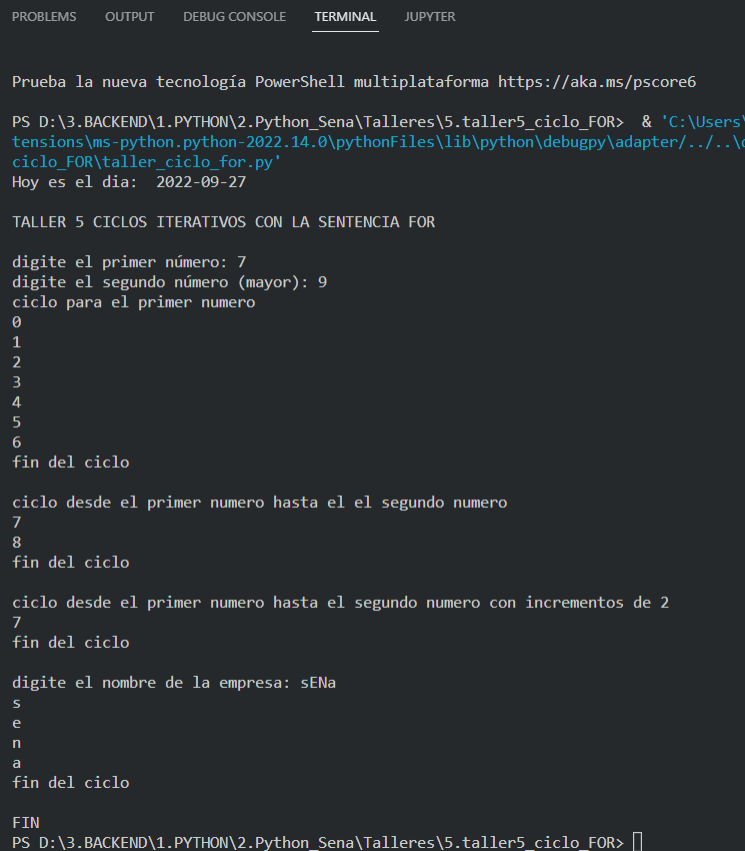 PROBLEMS OUTPUT DEBUG CONSOLE TERMINAL JUPYTER
Prueba la nueva tecnología PowerShell multiplataforma https://aka.ms/pscore6
PS D:\3.BACKEND\1.PYTHON\2.Python_Sena\Talleres\5.taller5_ciclo_FOR>  & 'C:\Users\
tensions\ms-python.python-2022.14.0\pythonFiles\lib\python\debugpy\adapter/../..\
ciclo_FOR\taller_ciclo_for.py'
Hoy es el dia:  2022-09-27
TALLER 5 CICLOS ITERATIVOS CON LA SENTENCIA FOR
digite el primer número: 7
digite el segundo número (mayor): 9
ciclo para el primer numero
0
1
2
3
4
5
6
fin del ciclo
ciclo desde el primer numero hasta el el segundo numero
7
8
fin del ciclo
ciclo desde el primer numero hasta el segundo numero con incrementos de 2
7
fin del ciclo
digite el nombre de la empresa: sENa
s
e
n
a
fin del ciclo
FIN
PS D:\3.BACKEND\1.PYTHON\2.Python_Sena\Talleres\5.taller5_ciclo_FOR>